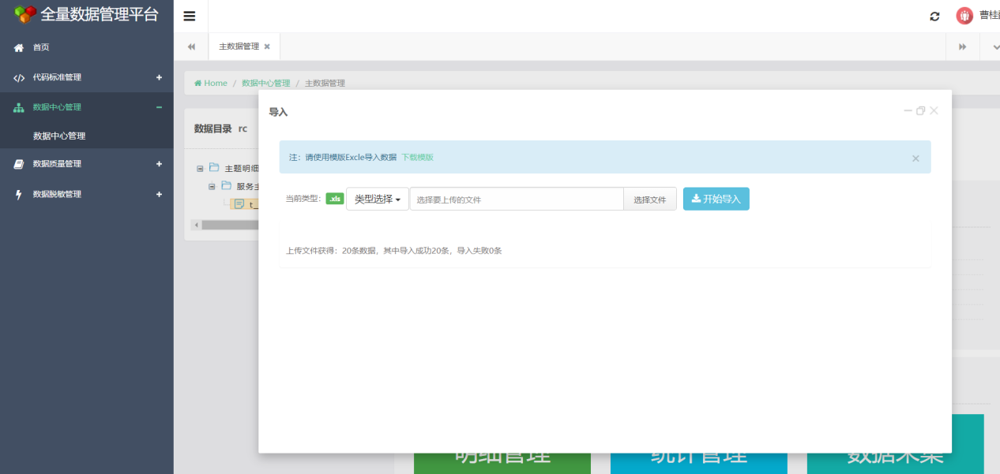 全量数据管理平台
曹桂
首页
主数据管理
代码标准管理
Home / 数据中心管理 / 主数据管理
数据中心管理
数据中心管理
数据质量管理
数据脱敏管理
数据目录 rc
主题明细
服务主
t_
导入
注：请使用模版Excle导入数据 下载模版
当前类型： .xls 类型选择 选择要上传的文件 选择文件 开始导入
上传文件获得：20条数据，其中导入成功20条，导入失败0条
明细管理
统计管理
数据采集